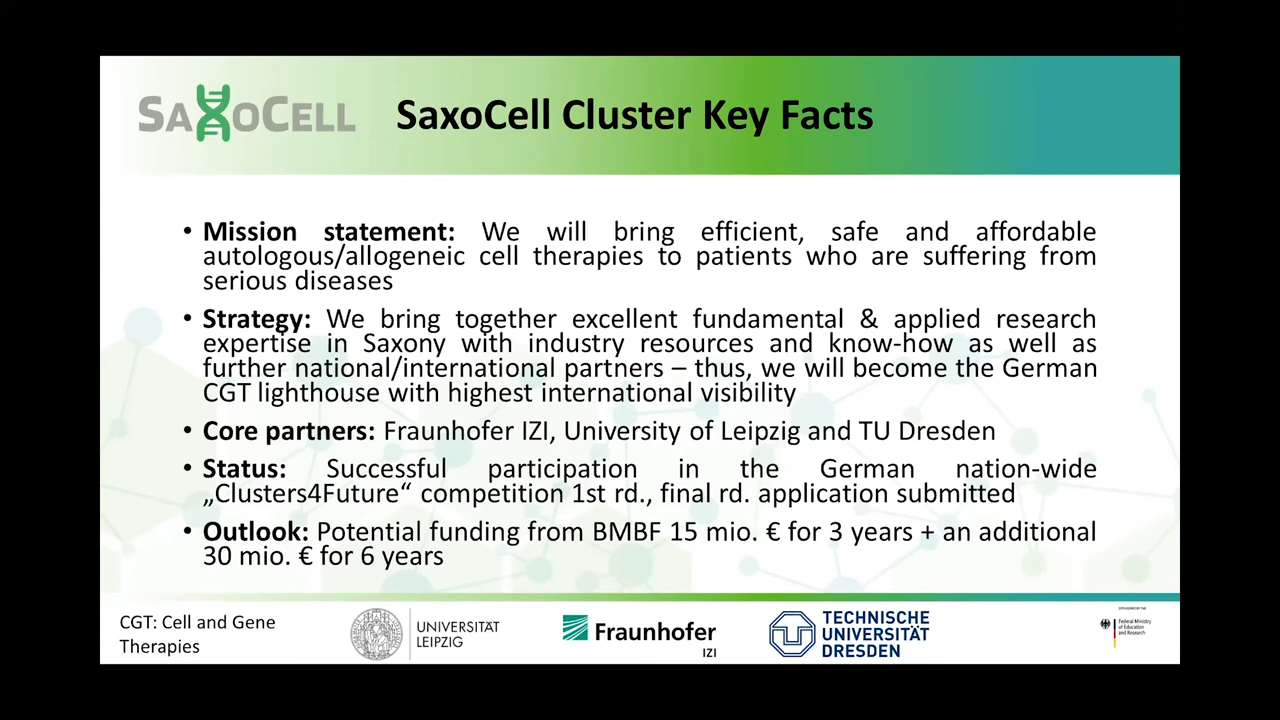 SAXOCELL
SaxoCell Cluster Key Facts
• Mission statement: We will bring efficient, safe and affordable
autologous/allogeneic cell therapies to patients who are suffering from
serious diseases
• Strategy: We bring together excellent fundamental & applied research
expertise in Saxony with industry resources and know-how as well as
further national/international partners – thus, we will become the German
CGT lighthouse with highest international visibility
• Core partners: Fraunhofer IZI, University of Leipzig and TU Dresden
• Status: Successful participation in the German nation-wide
„Clusters4Future“ competition 1st rd., final rd. application submitted
• Outlook: Potential funding from BMBF 15 mio. € for 3 years + an additional
30 mio. € for 6 years
CGT: Cell and Gene
Therapies
UNIVERSITÄT
LEIPZIG
Fraunhofer
IZI
TECHNISCHE
UNIVERSITÄT
DRESDEN
SPONSORED BY THE
Federal Ministry
of Education
and Research